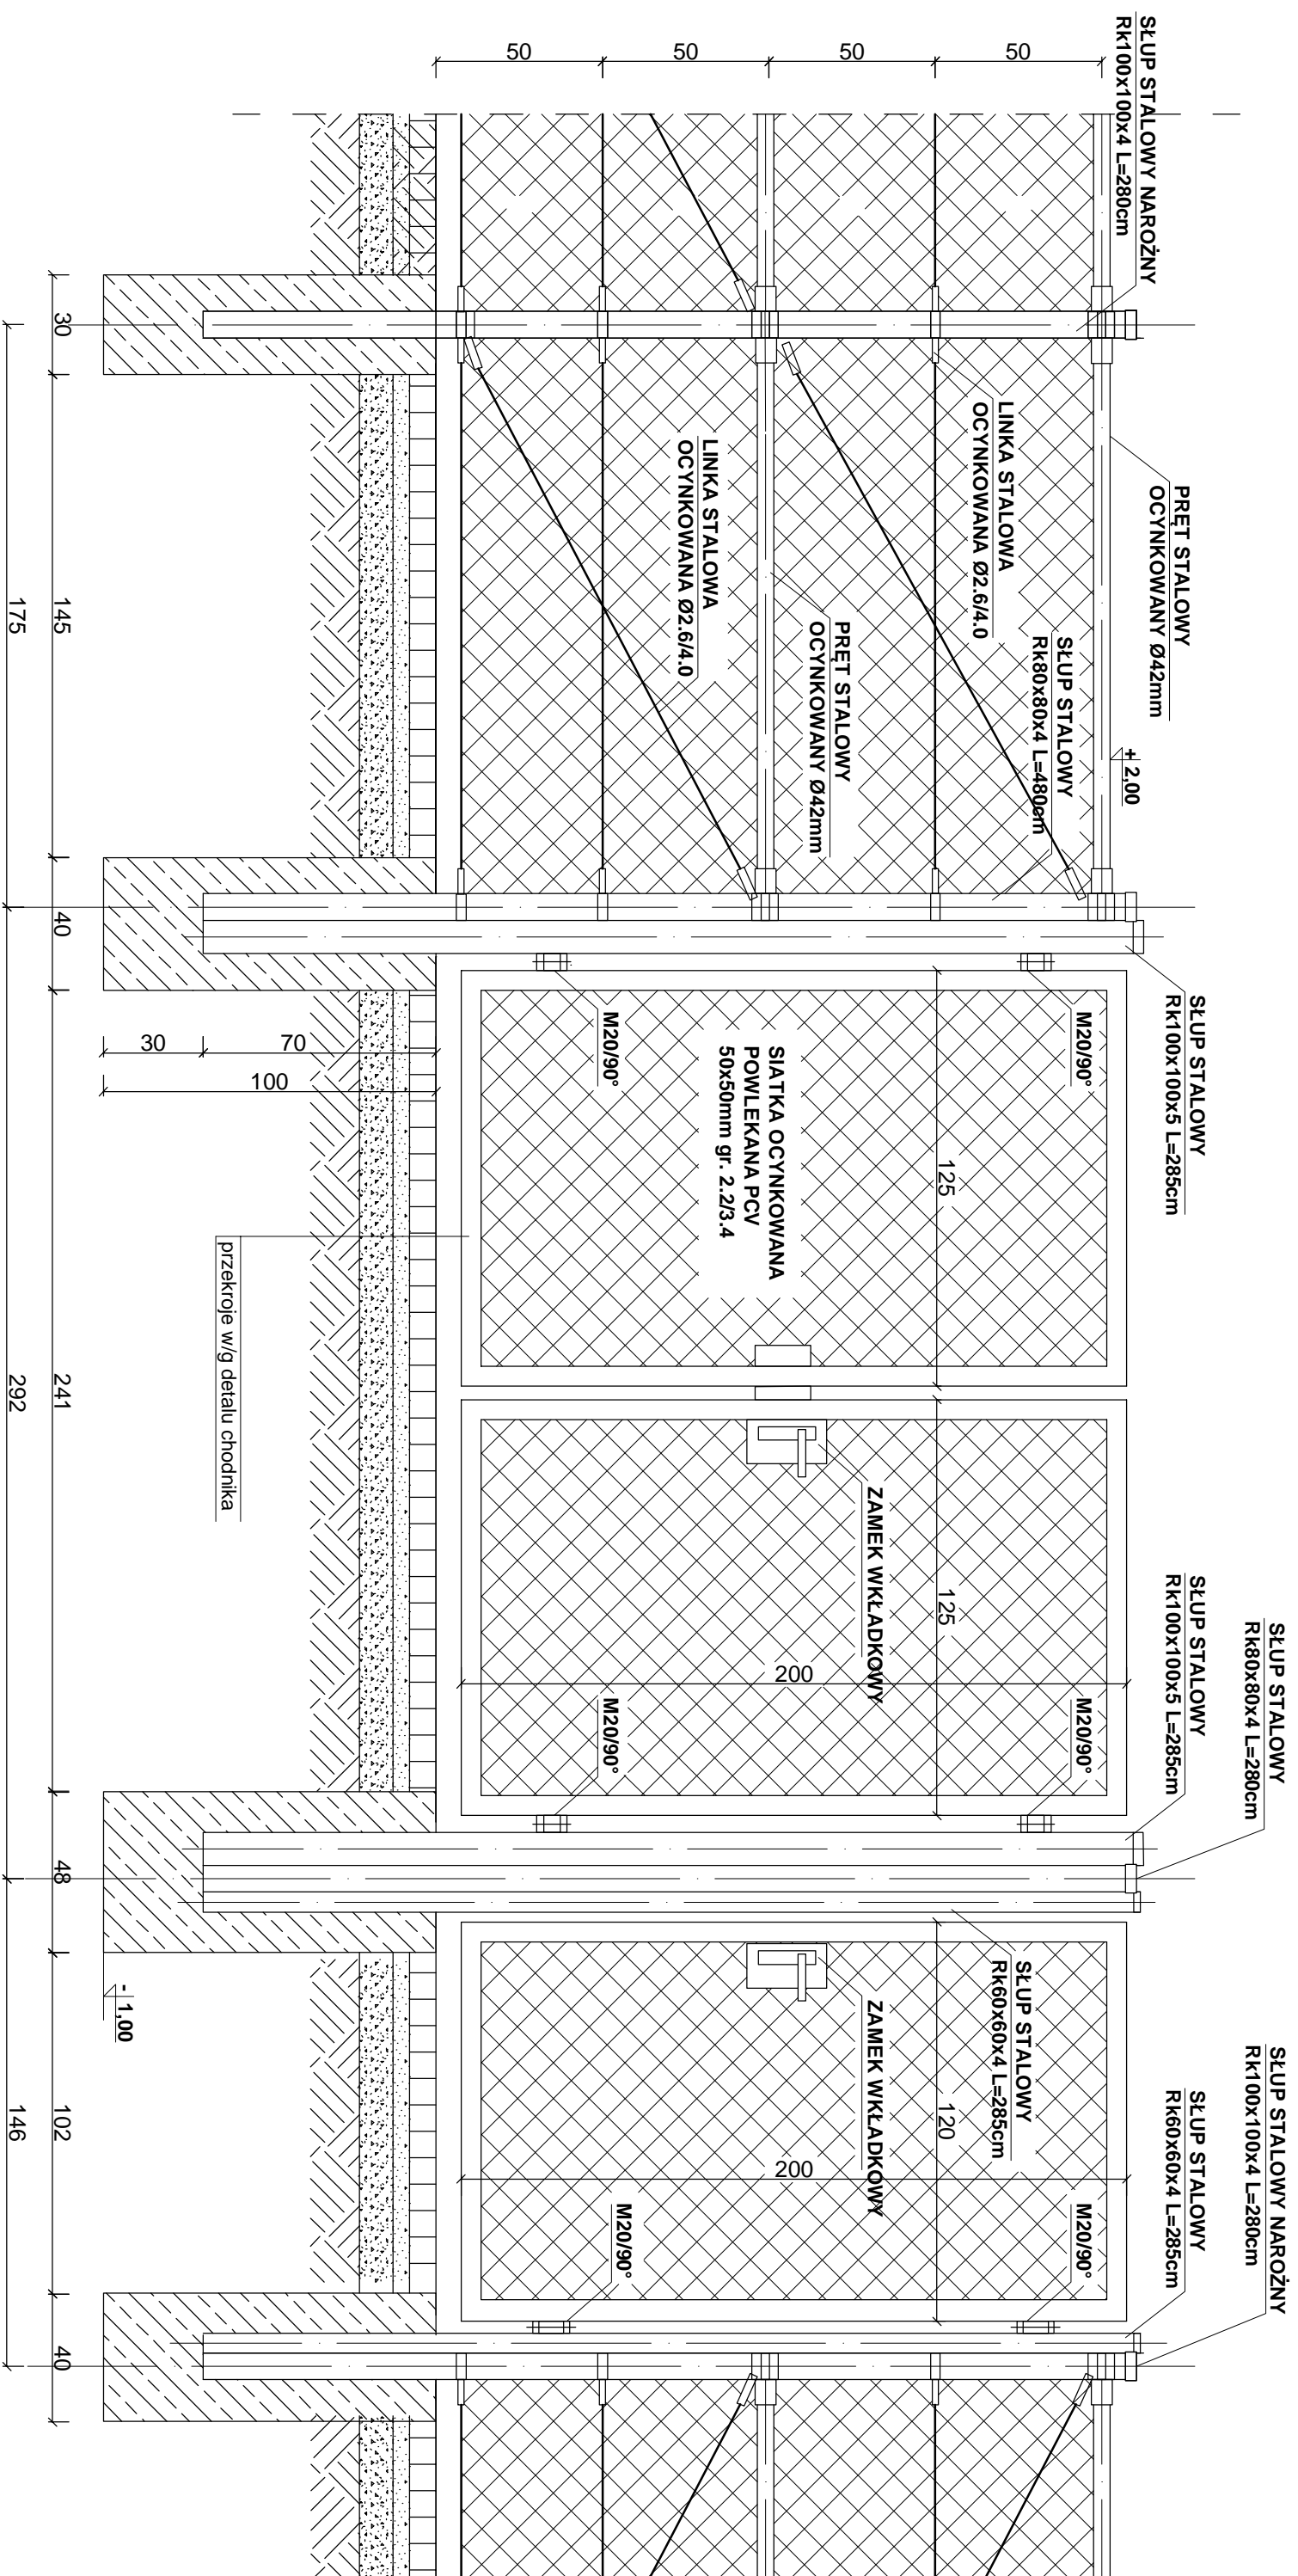 SŁUP STALOWY NAROŻNY
Rk100x100x4 L=280cm
PRĘT STALOWY
OCYNKOWANY Ø42mm
+ 2,00
SŁUP STALOWY
Rk100x100x5 L=285cm
SŁUP STALOWY
Rk80x80x4 L=280cm
SŁUP STALOWY
Rk100x100x5 L=285cm
SŁUP STALOWY NAROŻNY
Rk100x100x4 L=280cm
SŁUP STALOWY
Rk60x60x4 L=285cm
50
50
50
50
LINKA STALOWA
OCYNKOWANA Ø2.6/4.0
SŁUP STALOWY
Rk80x80x4 L=480cm
PRĘT STALOWY
OCYNKOWANY Ø42mm
LINKA STALOWA
OCYNKOWANA Ø2.6/4.0
M20/90°
125
SIATKA OCYNKOWANA
POWLEKANA PCV
50x50mm gr. 2.2/3.4
M20/90°
M20/90°
125
ZAMEK WKŁADKOWY
200
M20/90°
SŁUP STALOWY
Rk60x60x4 L=285cm
M20/90°
120
ZAMEK WKŁADKOWY
200
M20/90°
70
30
100
przekroje w/g detalu chodnika
- 1,00
30
145
40
241
48
102
40
175
292
146